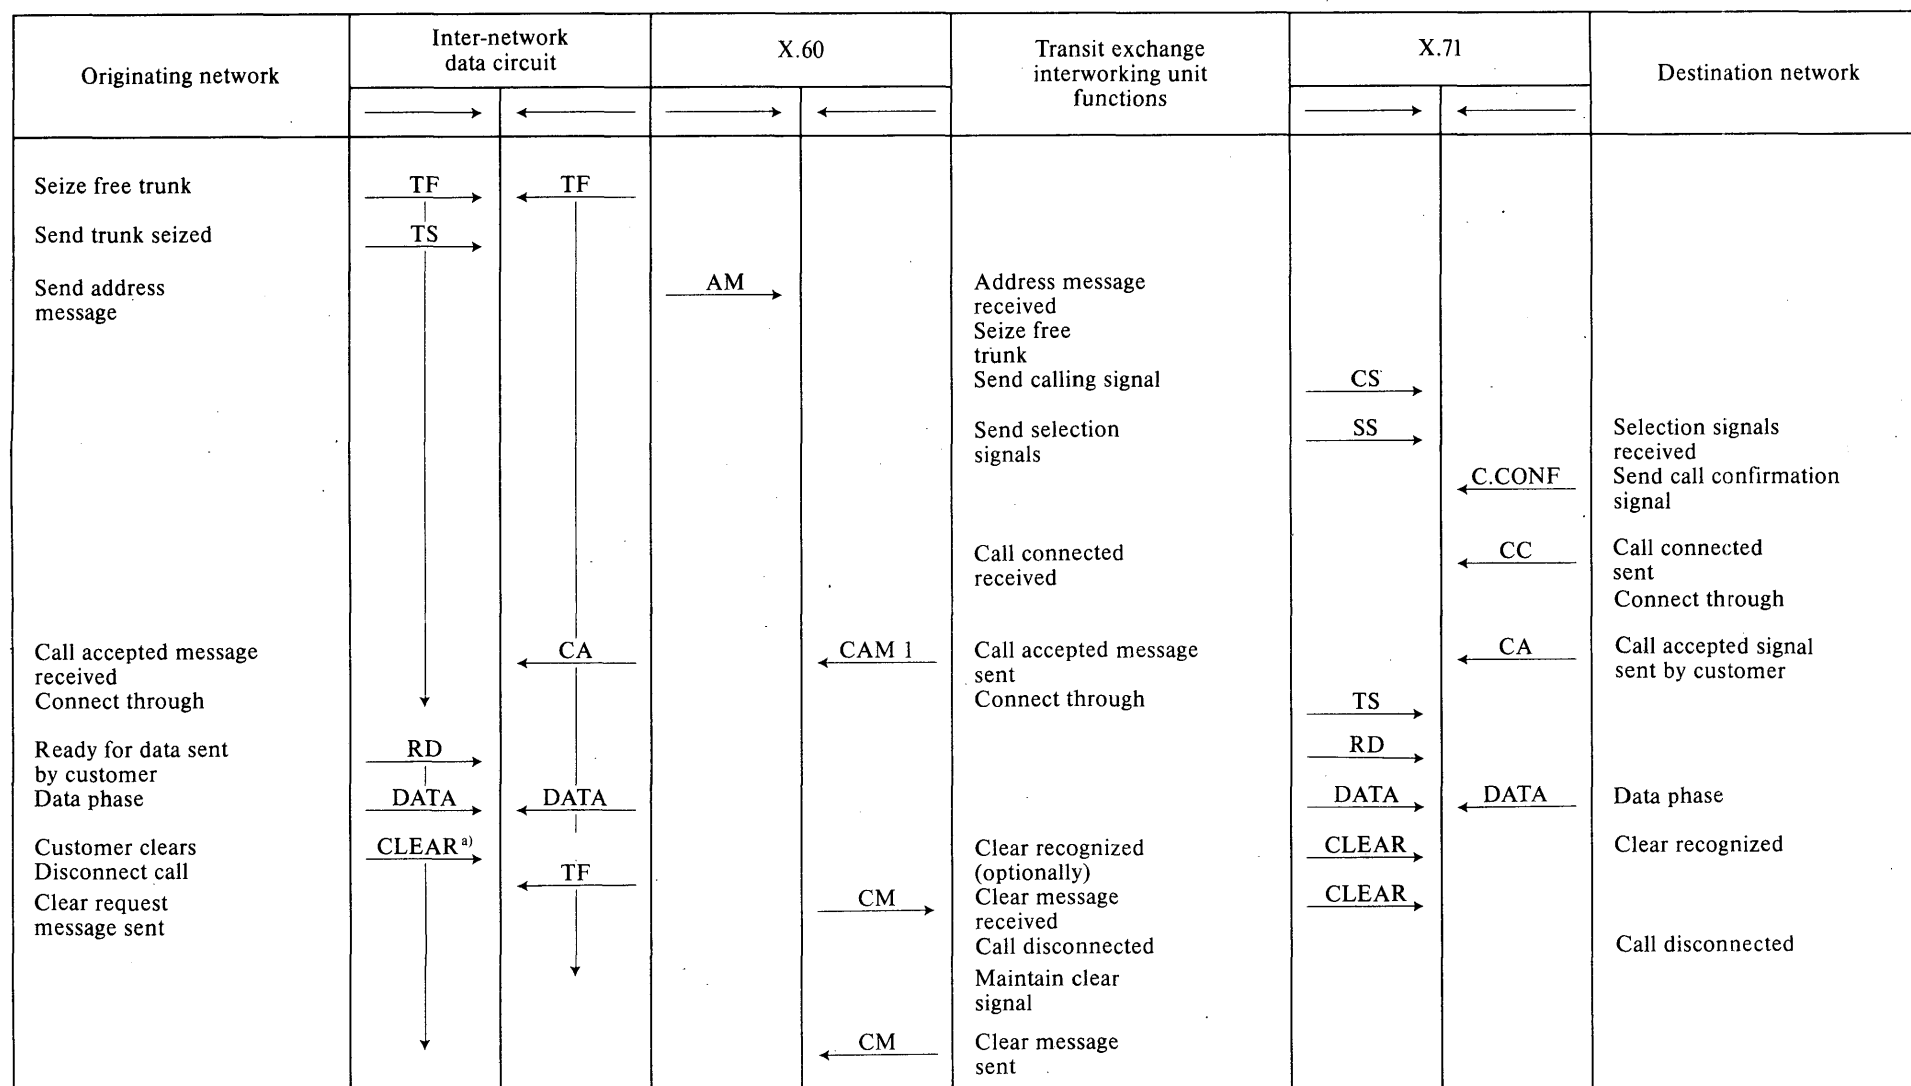 Originating network
Inter-network
data circuit
X.60
Transit exchange
interworking unit
functions
X.71
Destination network
Seize free trunk
TF
TF
Send trunk seized
TS
Send address
message
AM
Address message
received
Seize free
trunk
Send calling signal
CS
Send selection
signals
SS
Selection signals
received
C.CONF
Send call confirmation
signal
Call connected
received
CC
Call connected
sent
Connect through
Call accepted message
received
Connect through
CA
CAM 1
Call accepted message
sent
Connect through
CA
Call accepted signal
sent by customer
TS
Ready for data sent
by customer
RD
RD
Data phase
DATA
DATA
DATA
DATA
Data phase
Customer clears
Disconnect call
CLEAR a)
TF
Clear recognized
(optionally)
CLEAR
Clear recognized
Clear request
message sent
CM
Clear message
received
CLEAR
Call disconnected
Call disconnected
Maintain clear
signal
CM
Clear message
sent